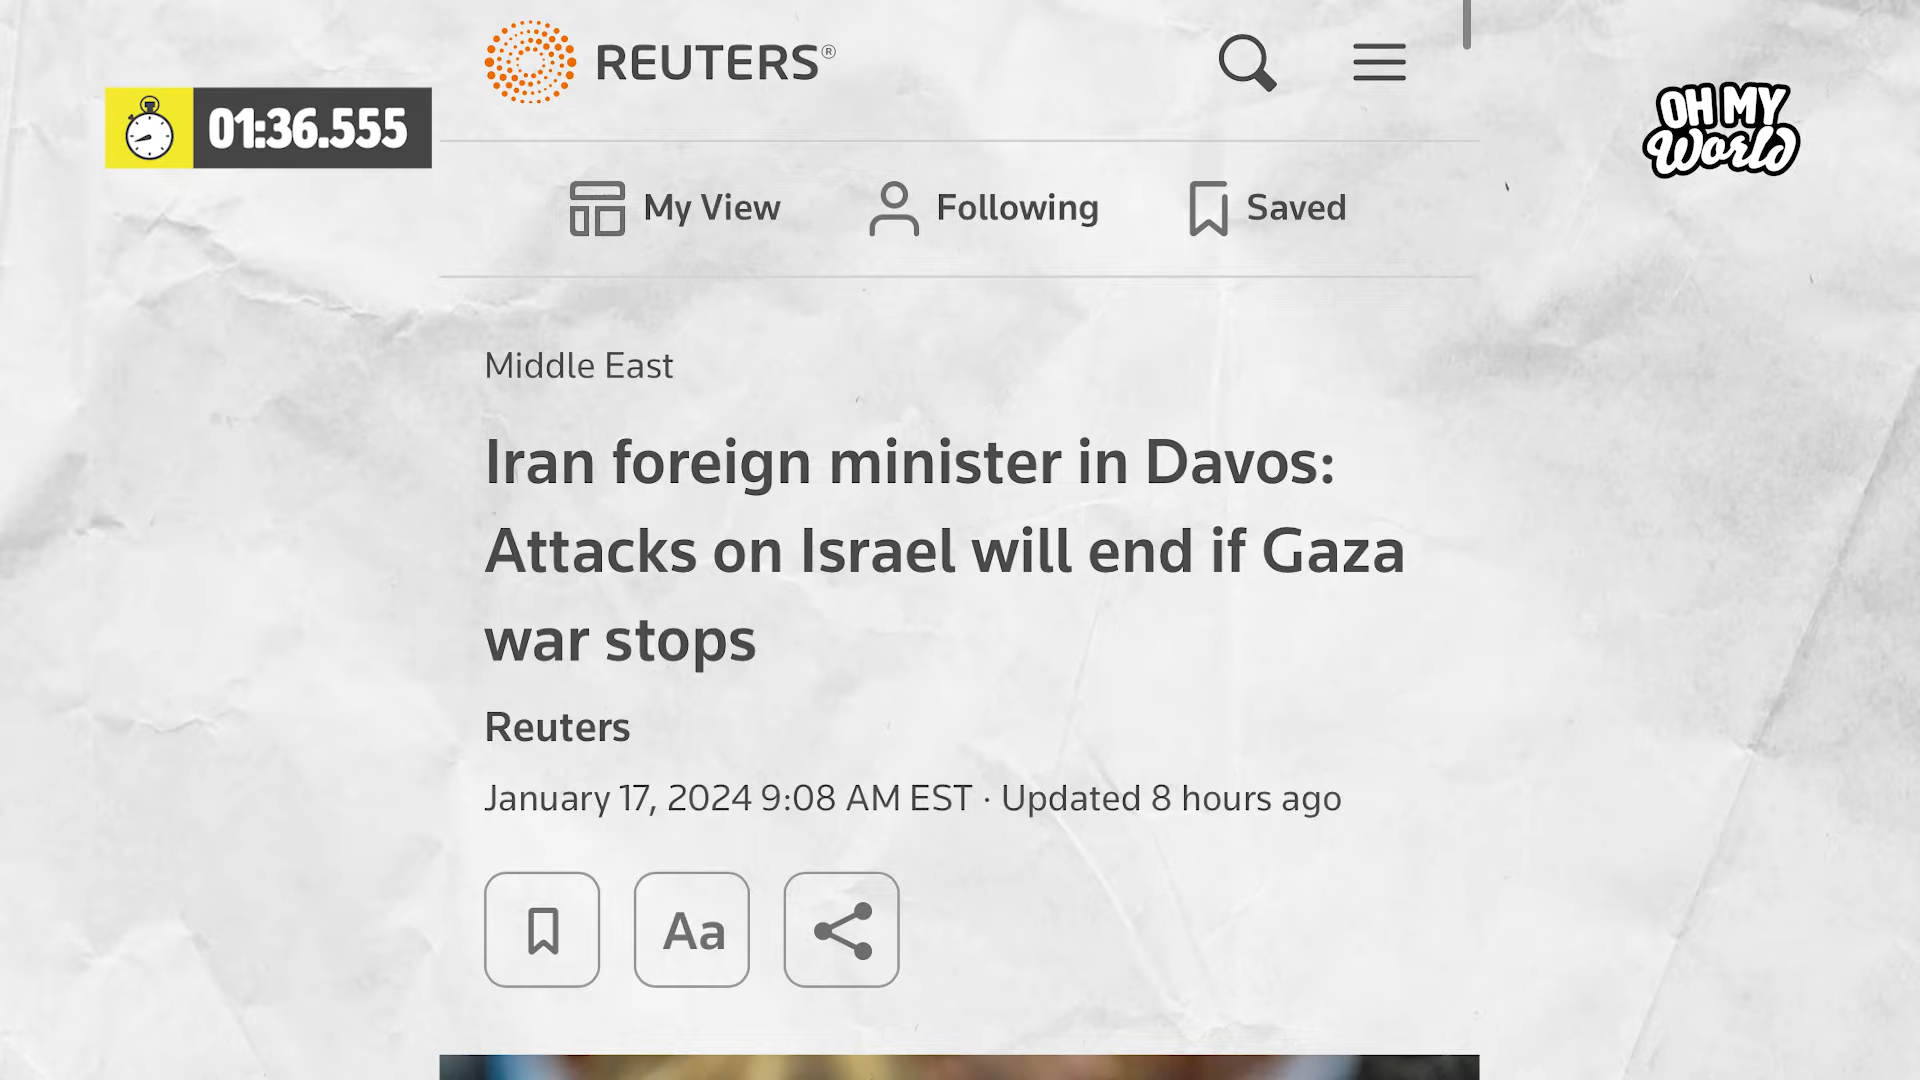 REUTERS®
01:36.555
OH MY
World
My View
Following
Saved
Middle East
Iran foreign minister in Davos:
Attacks on Israel will end if Gaza
war stops
Reuters
January 17, 2024 9:08 AM EST · Updated 8 hours ago
Aa